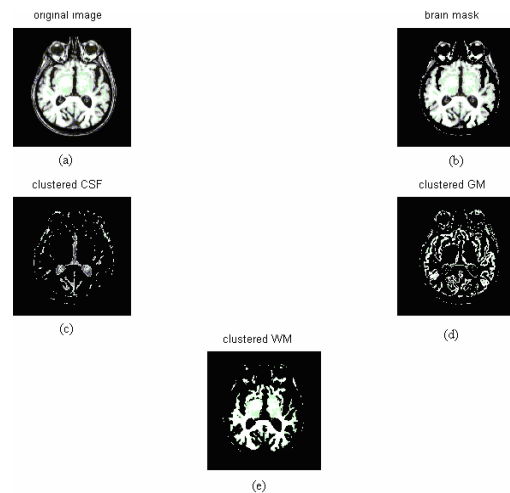 original image
brain mask
(a)
(b)
clustered CSF
clustered GM
(c)
(d)
clustered WM
(e)